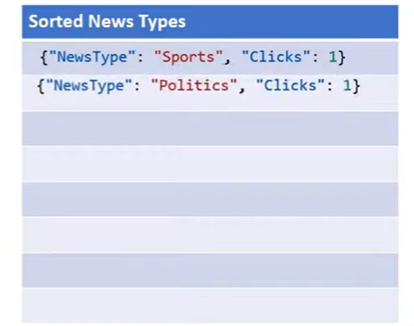 Sorted News Types
{"NewsType": "Sports", "Clicks": 1}
{"NewsType": "Politics", "Clicks": 1}